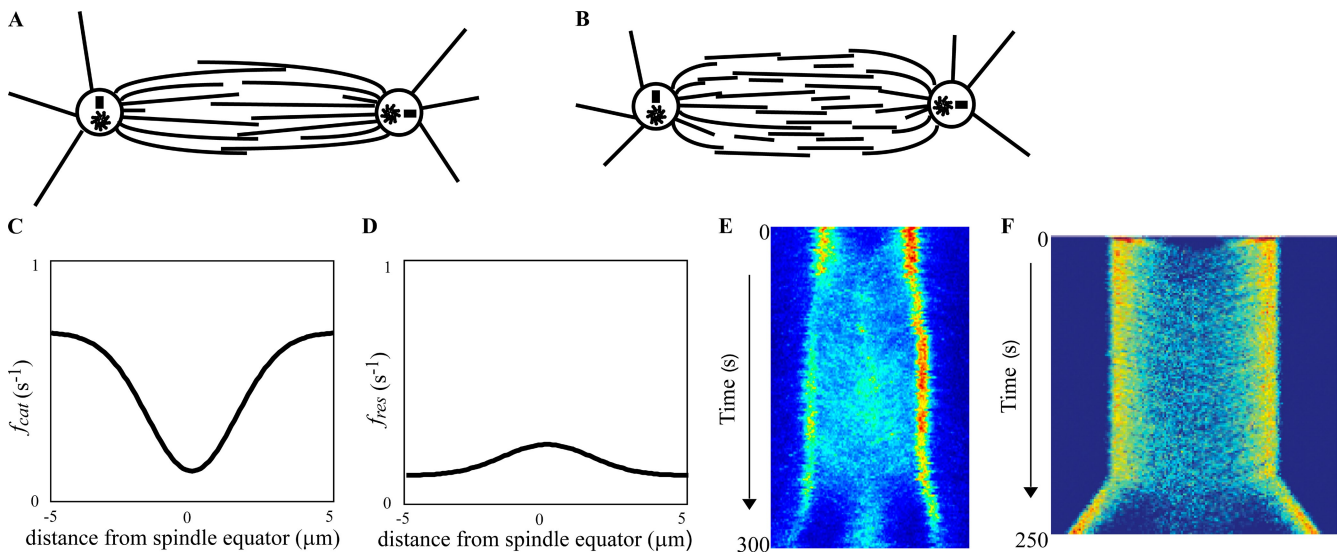 A
B
C
1
f_cat (s⁻¹)
0
-5 0 5
distance from spindle equator (μm)
D
1
f_res (s⁻¹)
0
-5 0 5
distance from spindle equator (μm)
E
0
Time (s)
300
F
0
Time (s)
250